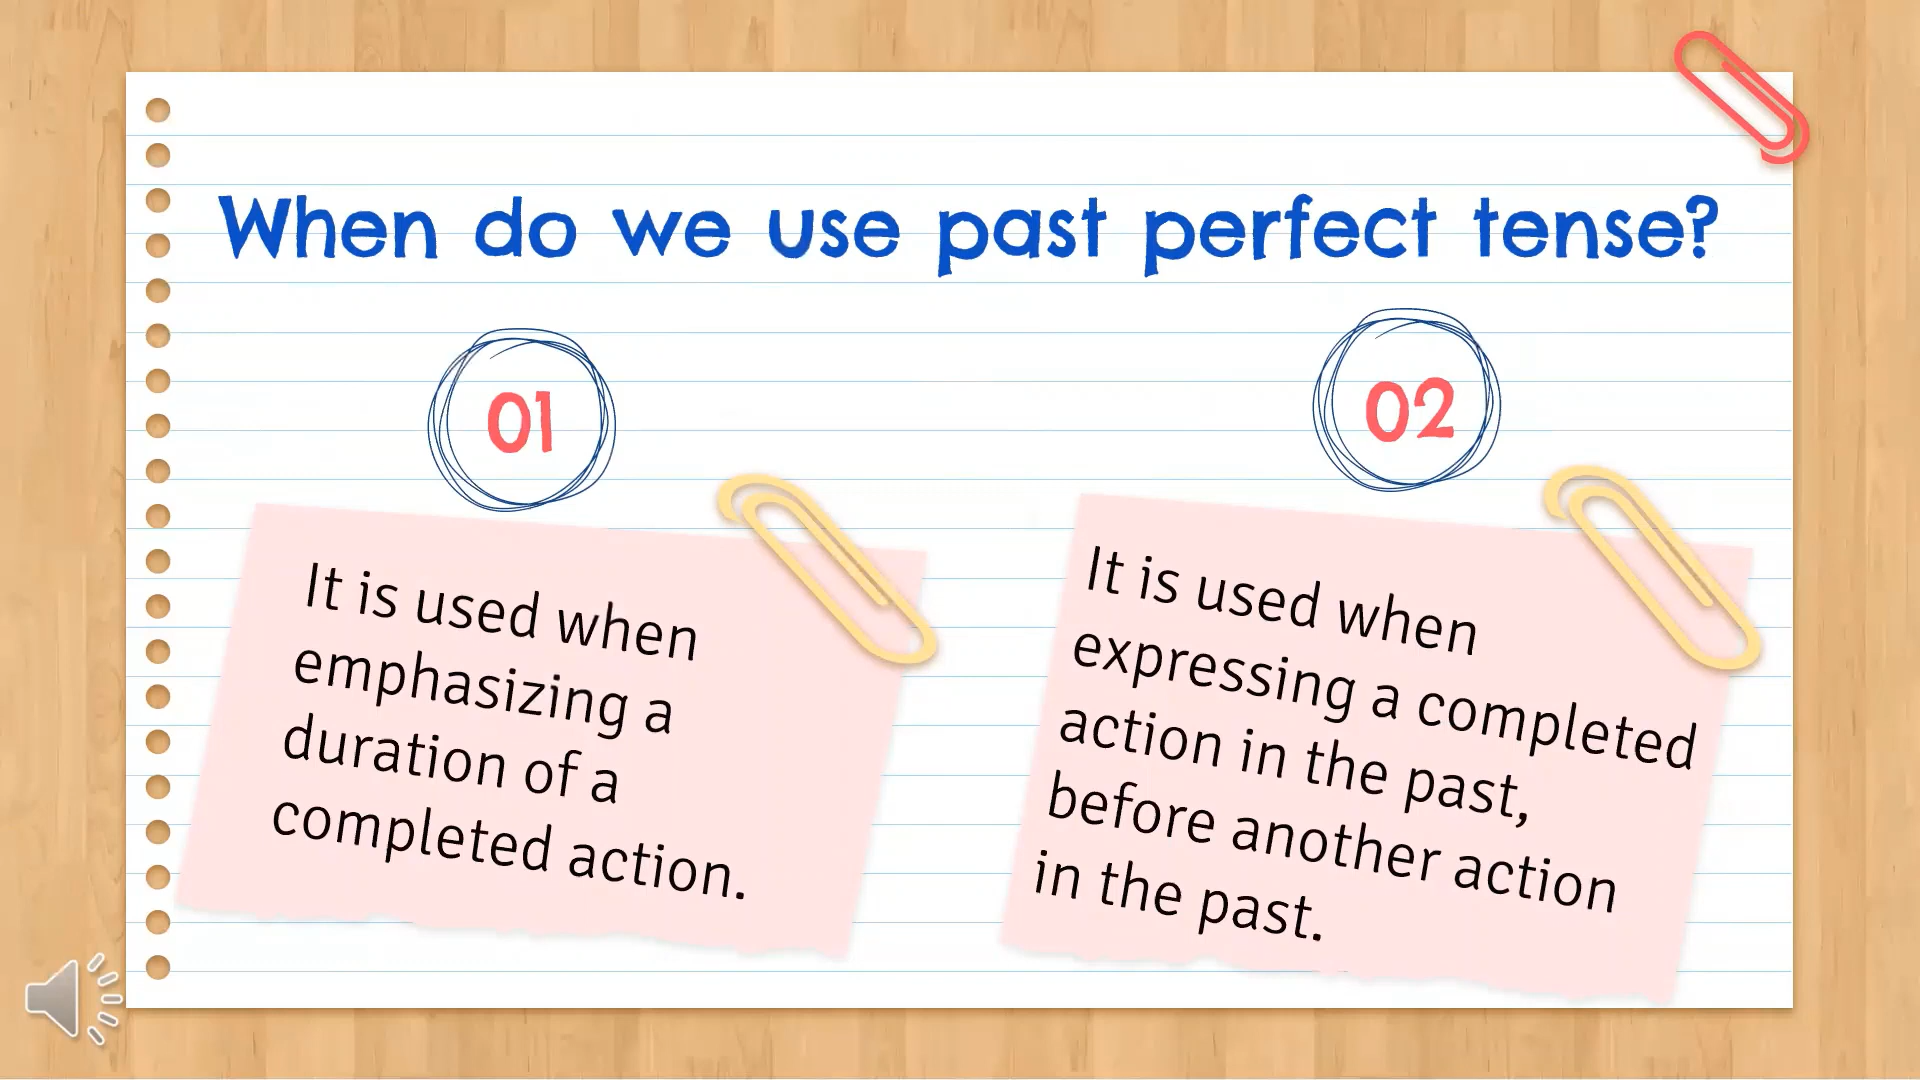 When do we use past perfect tense?
01
It is used when
emphasizing a
duration of a
completed action.
02
It is used when
expressing a completed
action in the past,
before another action
in the past.